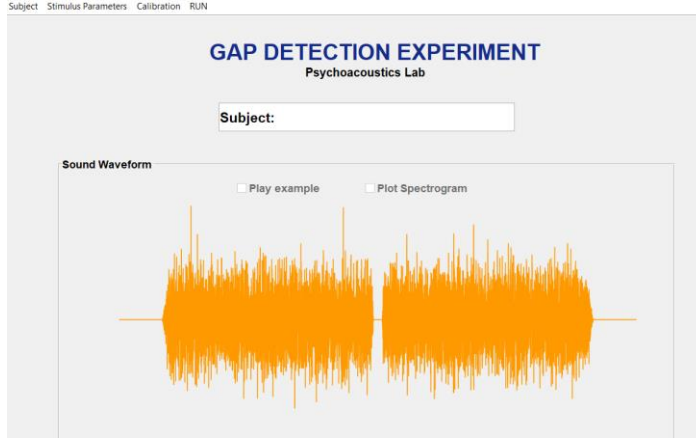 Subject Stimulus Parameters Calibration RUN
GAP DETECTION EXPERIMENT
Psychoacoustics Lab
Subject:
Sound Waveform
Play example Plot Spectrogram